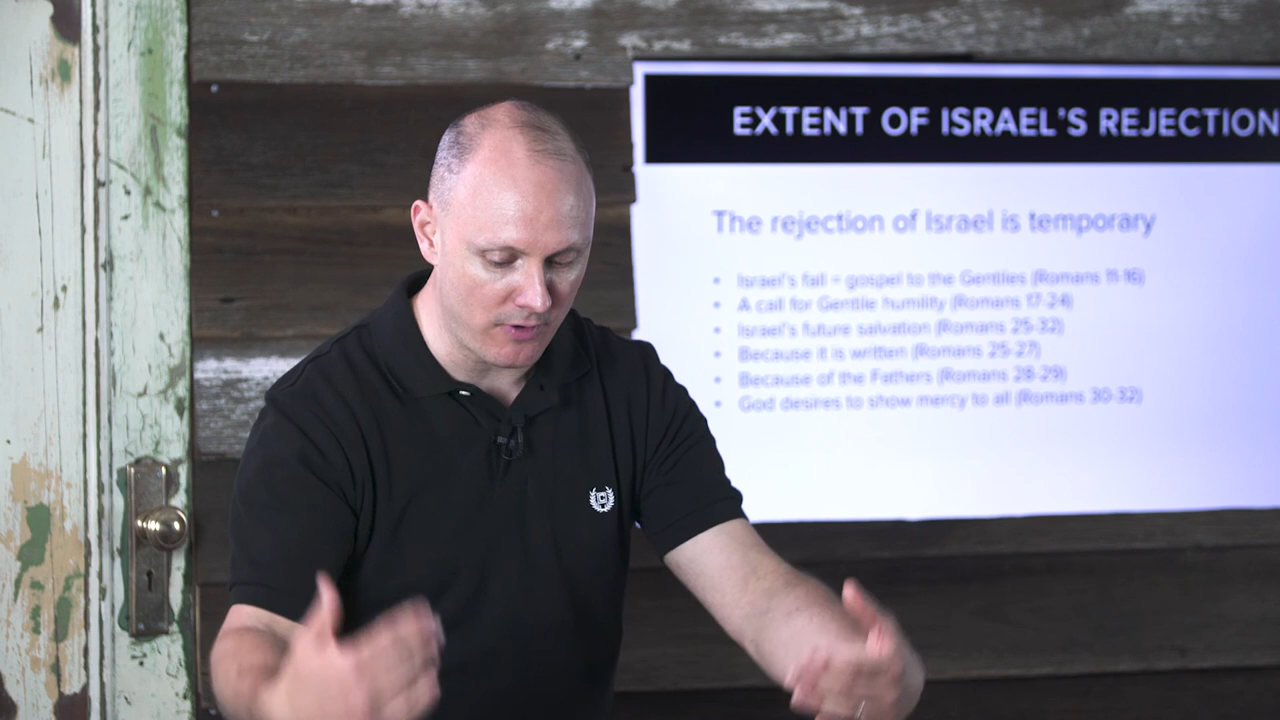 EXTENT OF ISRAEL'S REJECTION
The rejection of Israel is temporary
• Israel's fall = gospel to the Gentiles (Romans 11-16)
• A call for Gentile humility (Romans 17-24)
• Israel's future salvation (Romans 25-32)
• Because it is written (Romans 25-27)
• Because of the Fathers (Romans 28-29)
• God desires to show mercy to all (Romans 30-32)